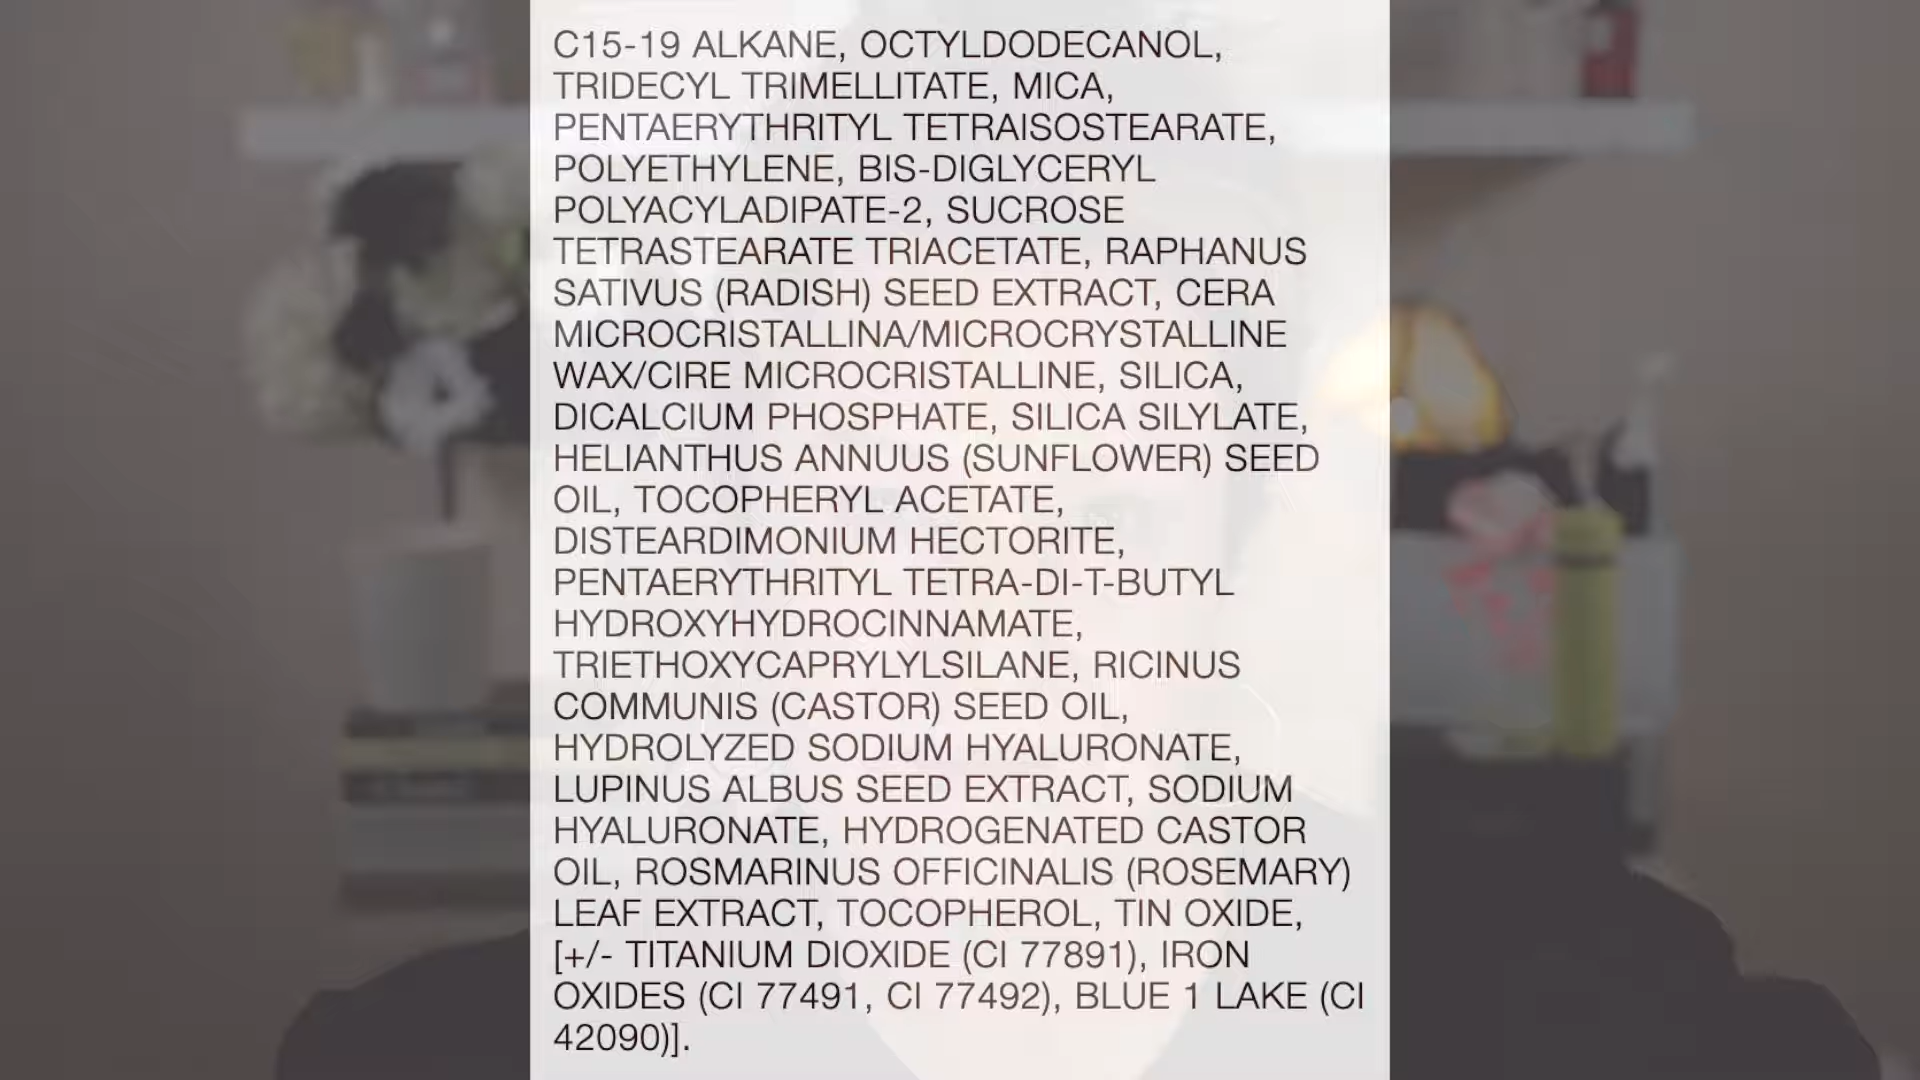 C15-19 ALKANE, OCTYLDODECANOL,
TRIDECYL TRIMELLITATE, MICA,
PENTAERYTHRITYL TETRAISOSTEARATE,
POLYETHYLENE, BIS-DIGLYCERYL
POLYACYLADIPATE-2, SUCROSE
TETRASTEARATE TRIACETATE, RAPHANUS
SATIVUS (RADISH) SEED EXTRACT, CERA
MICROCRISTALLINA/MICROCRYSTALLINE
WAX/CIRE MICROCRISTALLINE, SILICA,
DICALCIUM PHOSPHATE, SILICA SILYLATE,
HELIANTHUS ANNUUS (SUNFLOWER) SEED
OIL, TOCOPHERYL ACETATE,
DISTEARDIMONIUM HECTORITE,
PENTAERYTHRITYL TETRA-DI-T-BUTYL
HYDROXYHYDROCINNAMATE,
TRIETHOXYCAPRYLYLSILANE, RICINUS
COMMUNIS (CASTOR) SEED OIL,
HYDROLYZED SODIUM HYALURONATE,
LUPINUS ALBUS SEED EXTRACT, SODIUM
HYALURONATE, HYDROGENATED CASTOR
OIL, ROSMARINUS OFFICINALIS (ROSEMARY)
LEAF EXTRACT, TOCOPHEROL, TIN OXIDE,
[+/- TITANIUM DIOXIDE (CI 77891), IRON
OXIDES (CI 77491, CI 77492), BLUE 1 LAKE (CI
42090)].